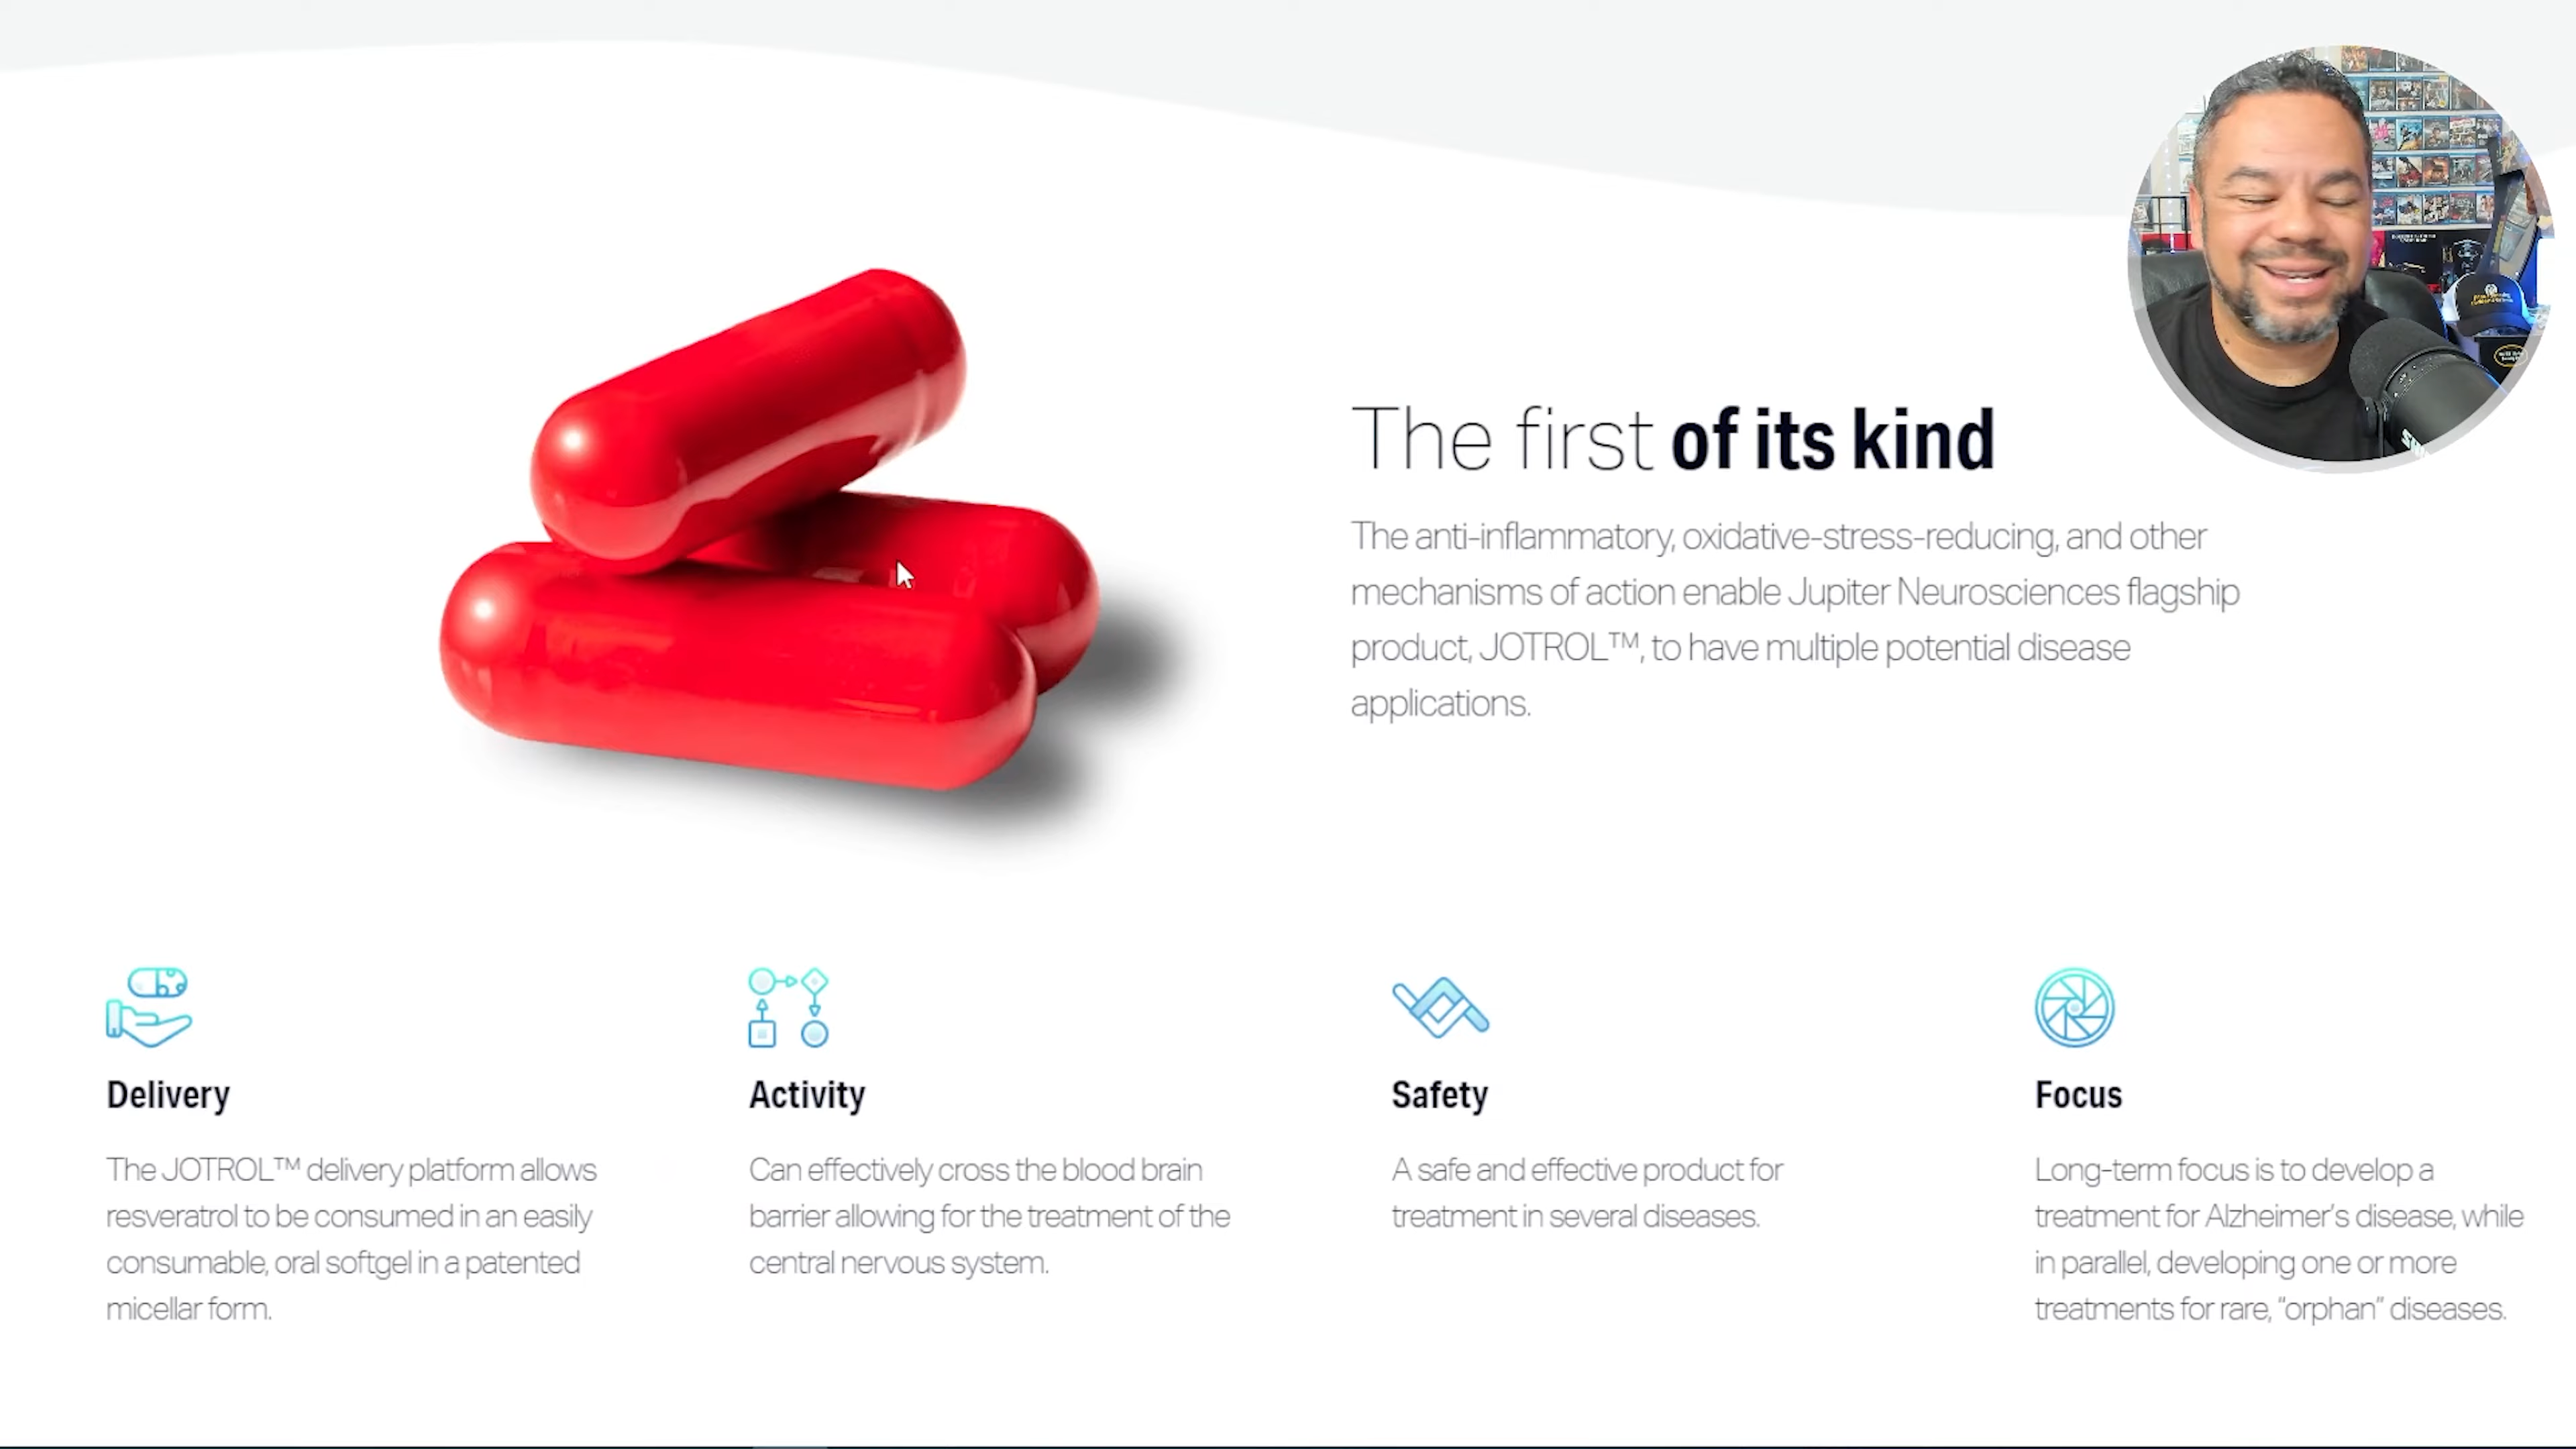 The first of its kind
The anti-inflammatory, oxidative-stress-reducing, and other
mechanisms of action enable Jupiter Neurosciences flagship
product, JOTROL™, to have multiple potential disease
applications.
Delivery
The JOTROL™ delivery platform allows
resveratrol to be consumed in an easily
consumable, oral softgel in a patented
micellar form.
Activity
Can effectively cross the blood brain
barrier allowing for the treatment of the
central nervous system.
Safety
A safe and effective product for
treatment in several diseases.
Focus
Long-term focus is to develop a
treatment for Alzheimer's disease, while
in parallel, developing one or more
treatments for rare, "orphan" diseases.